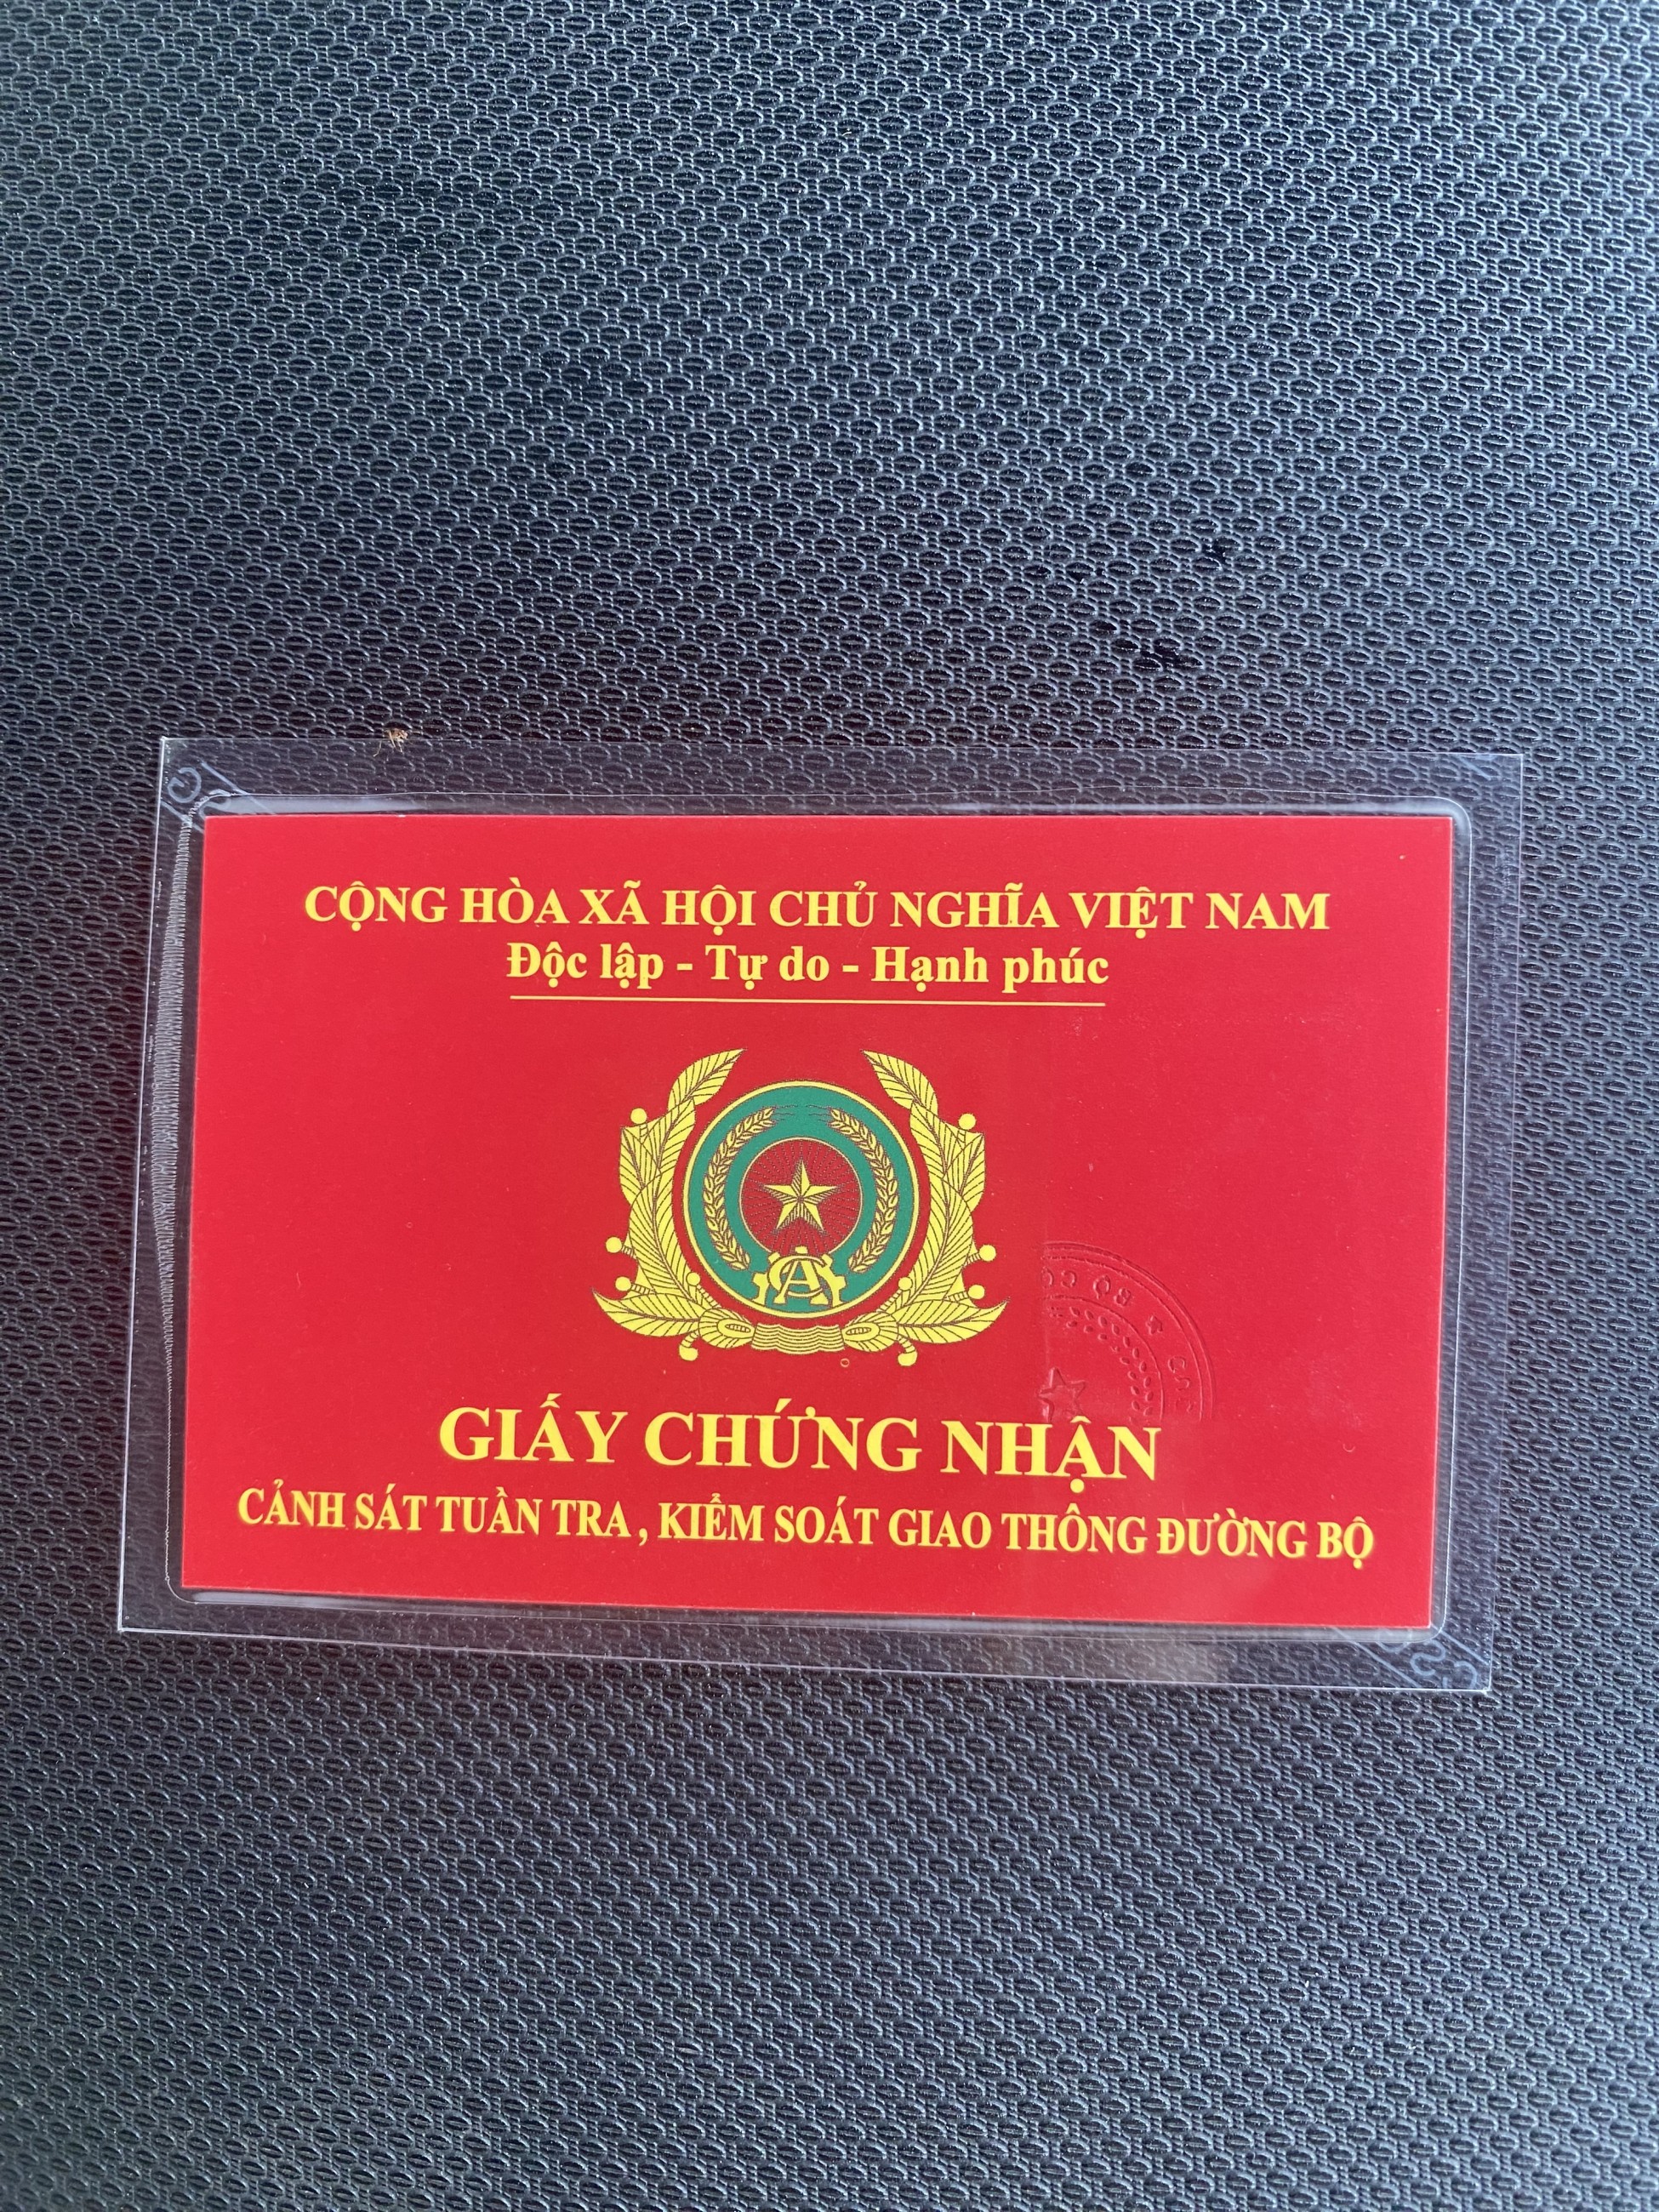 CỘNG HÒA XÃ HỘI CHỦ NGHĨA VIỆT NAM
Độc lập - Tự do - Hạnh phúc
CA
GIẤY CHỨNG NHẬN
CẢNH SÁT TUẦN TRA , KIỂM SOÁT GIAO THÔNG ĐƯỜNG BỘ